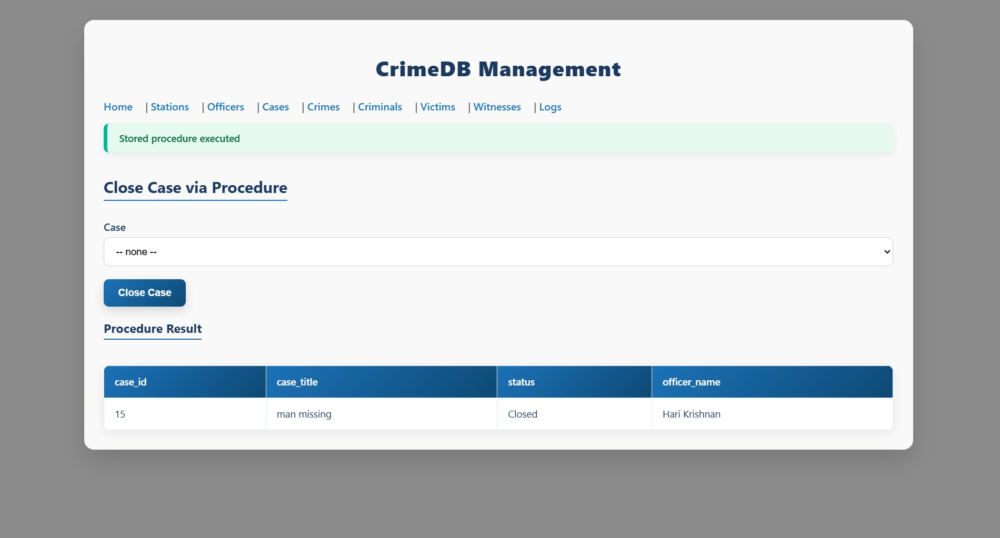 CrimeDB Management
Home | Stations | Officers | Cases | Crimes | Criminals | Victims | Witnesses | Logs
Stored procedure executed
Close Case via Procedure
Case
-- none --
Close Case
Procedure Result
case_id case_title status officer_name
15 man missing Closed Hari Krishnan